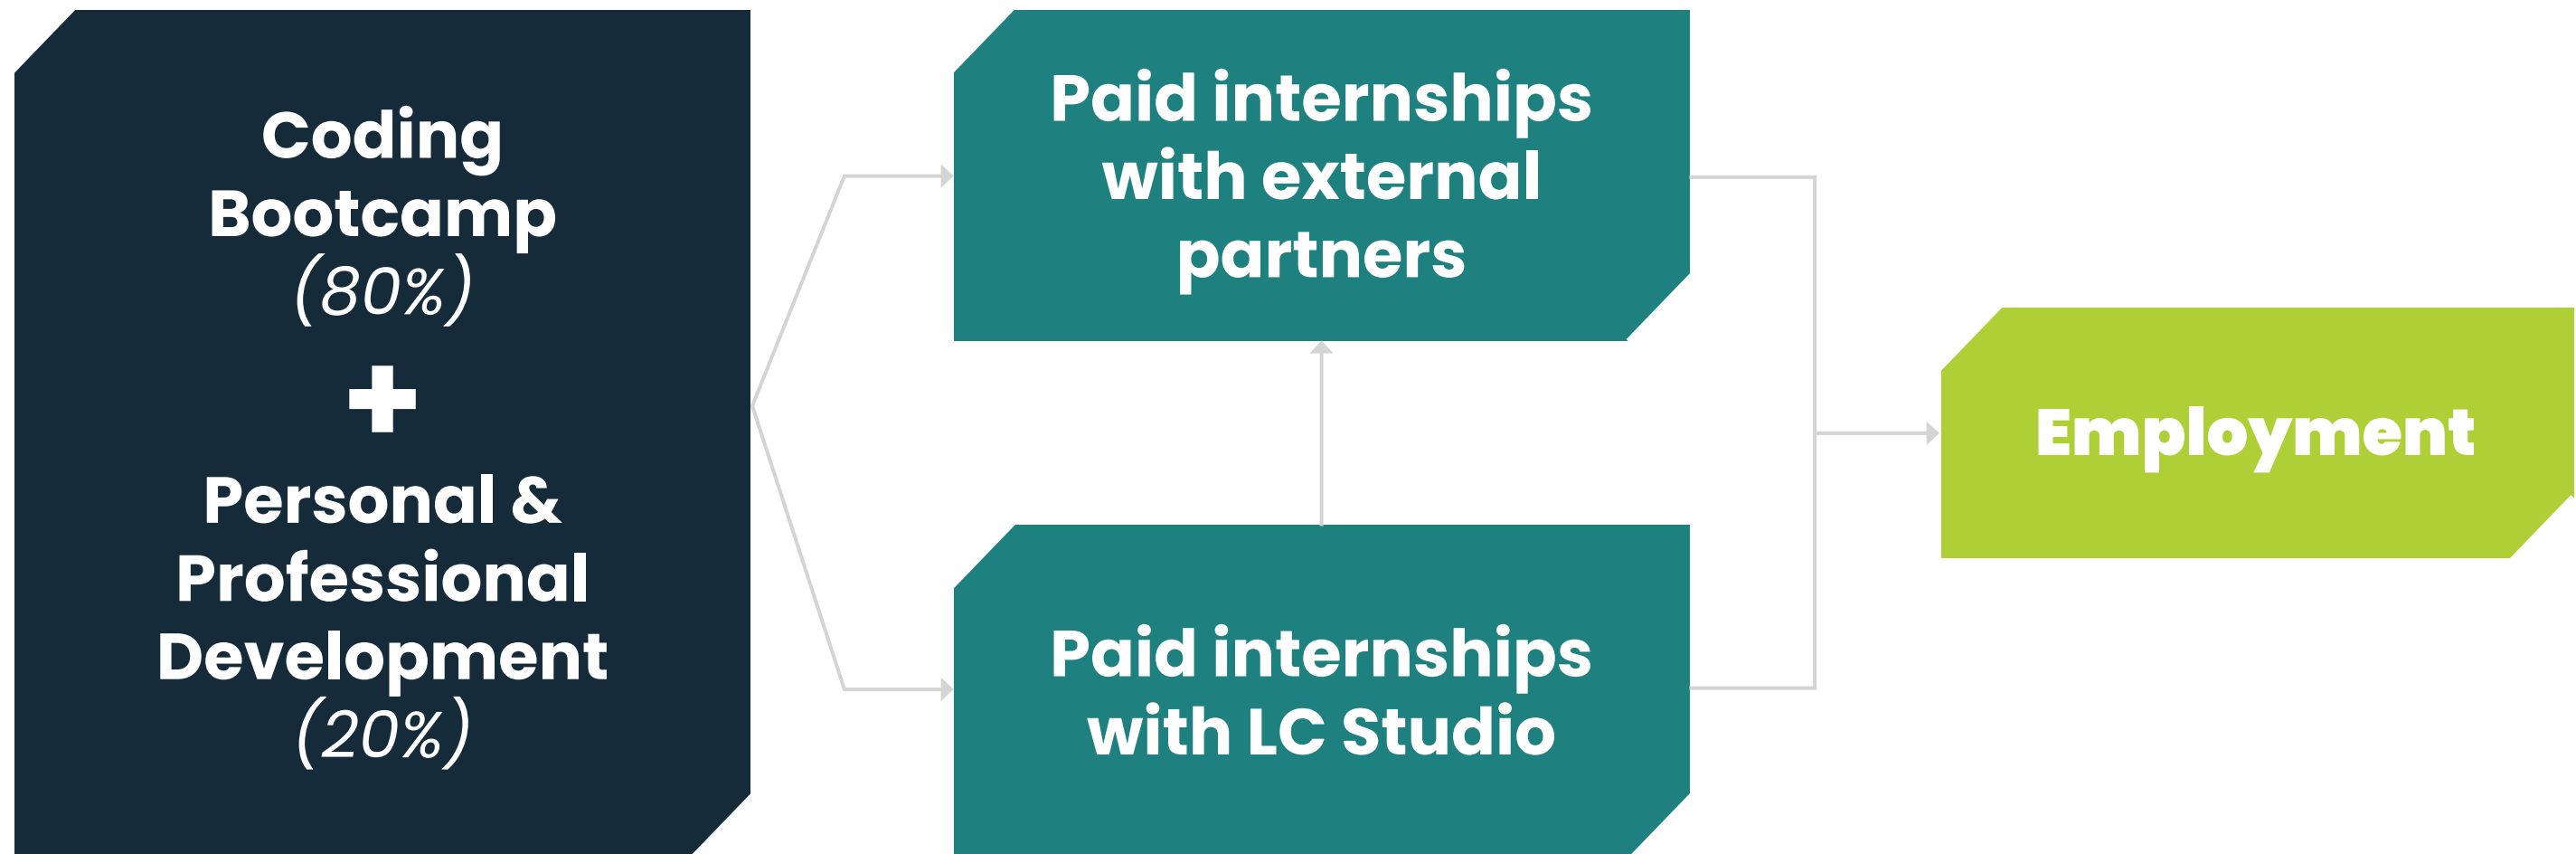 Coding
Bootcamp
(80%)
+
Personal &
Professional
Development
(20%)
Paid internships
with external
partners
Paid internships
with LC Studio
Employment